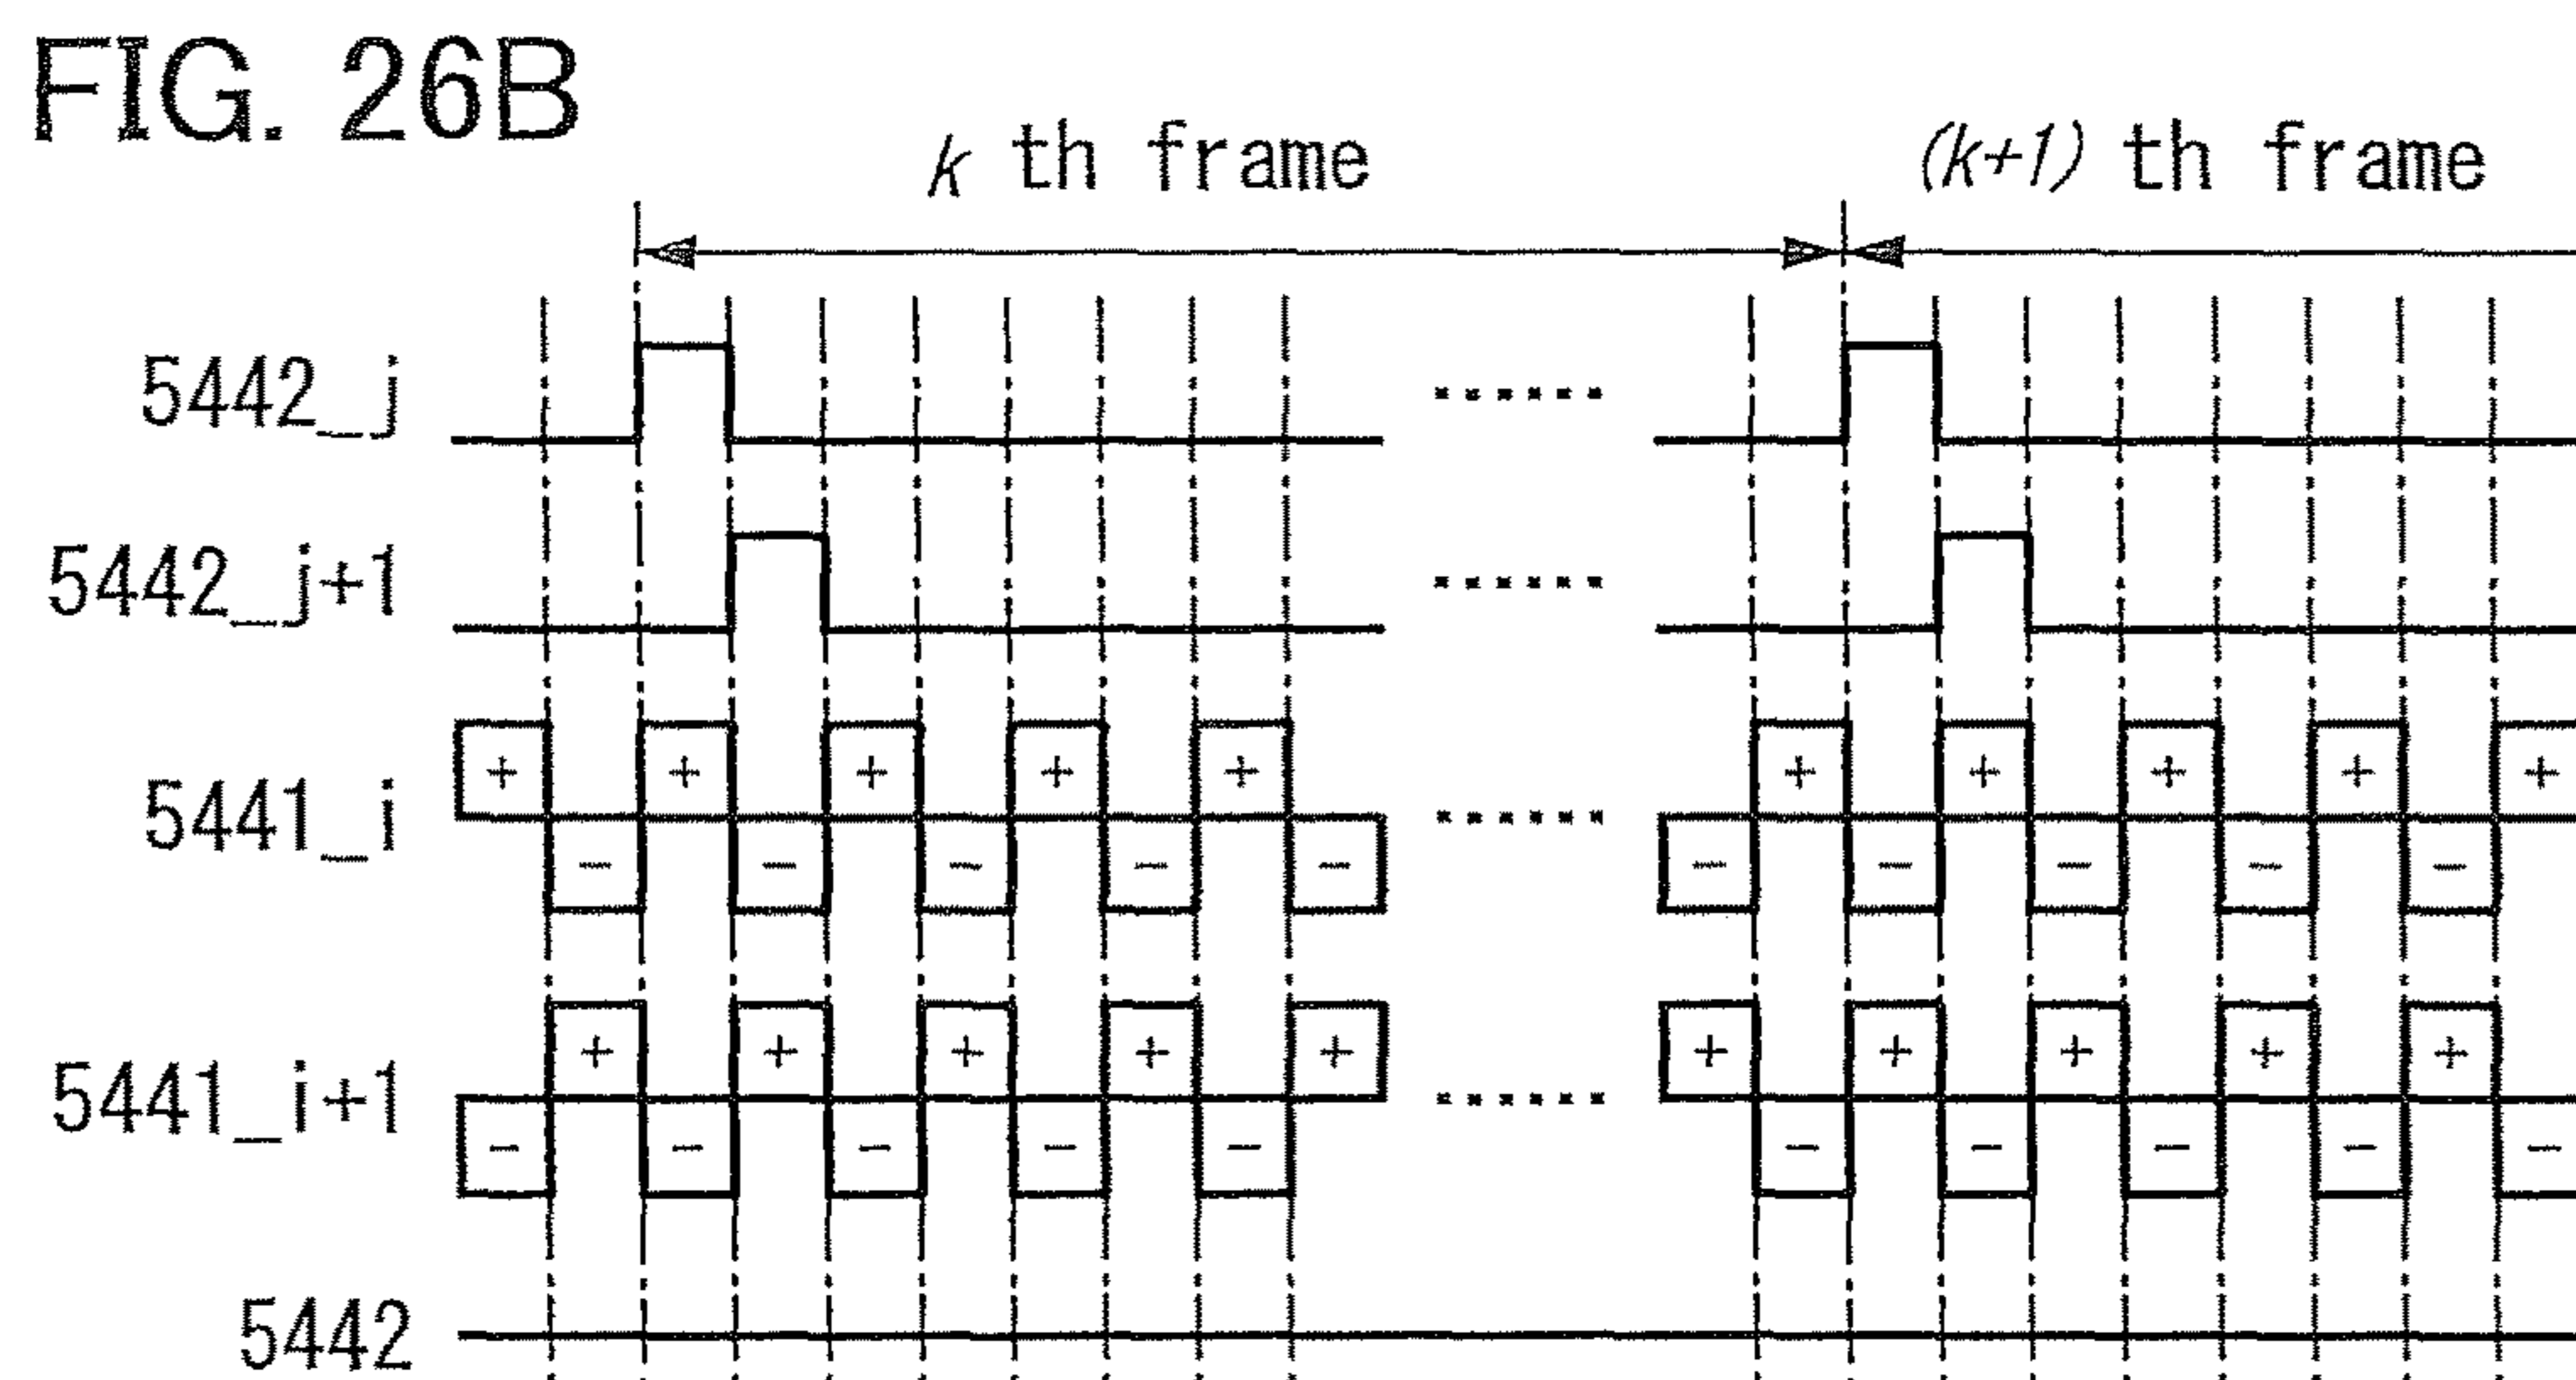 FIG. 26B
k th frame (k+1) th frame
5442_j
5442_j+1
+ + + + + + + + + +
5441_i
- - - - - - - - - -
+ + + + + + + + + +
5441_i+1
- - - - - - - - - -
5442